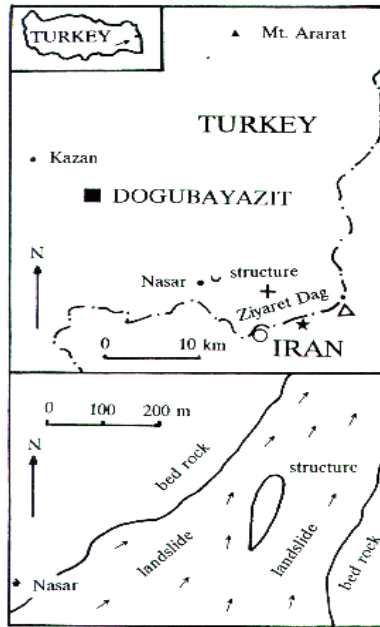 TURKEY
Mt. Ararat
TURKEY
Kazan
DOGUBAYAZIT
N
Nasar
structure
Ziyaret Dag
0 10 km
IRAN
0 100 200 m
N
bed rock
structure
landslide
landslide
bed rock
Nasar